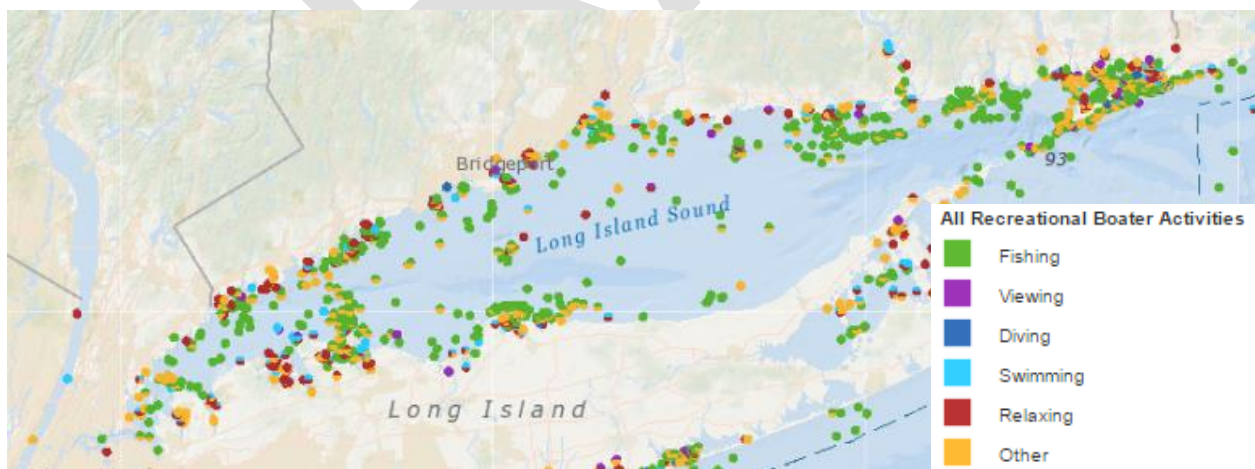 Bridgeport
Long Island Sound
93
Long Island
All Recreational Boater Activities
Fishing
Viewing
Diving
Swimming
Relaxing
Other